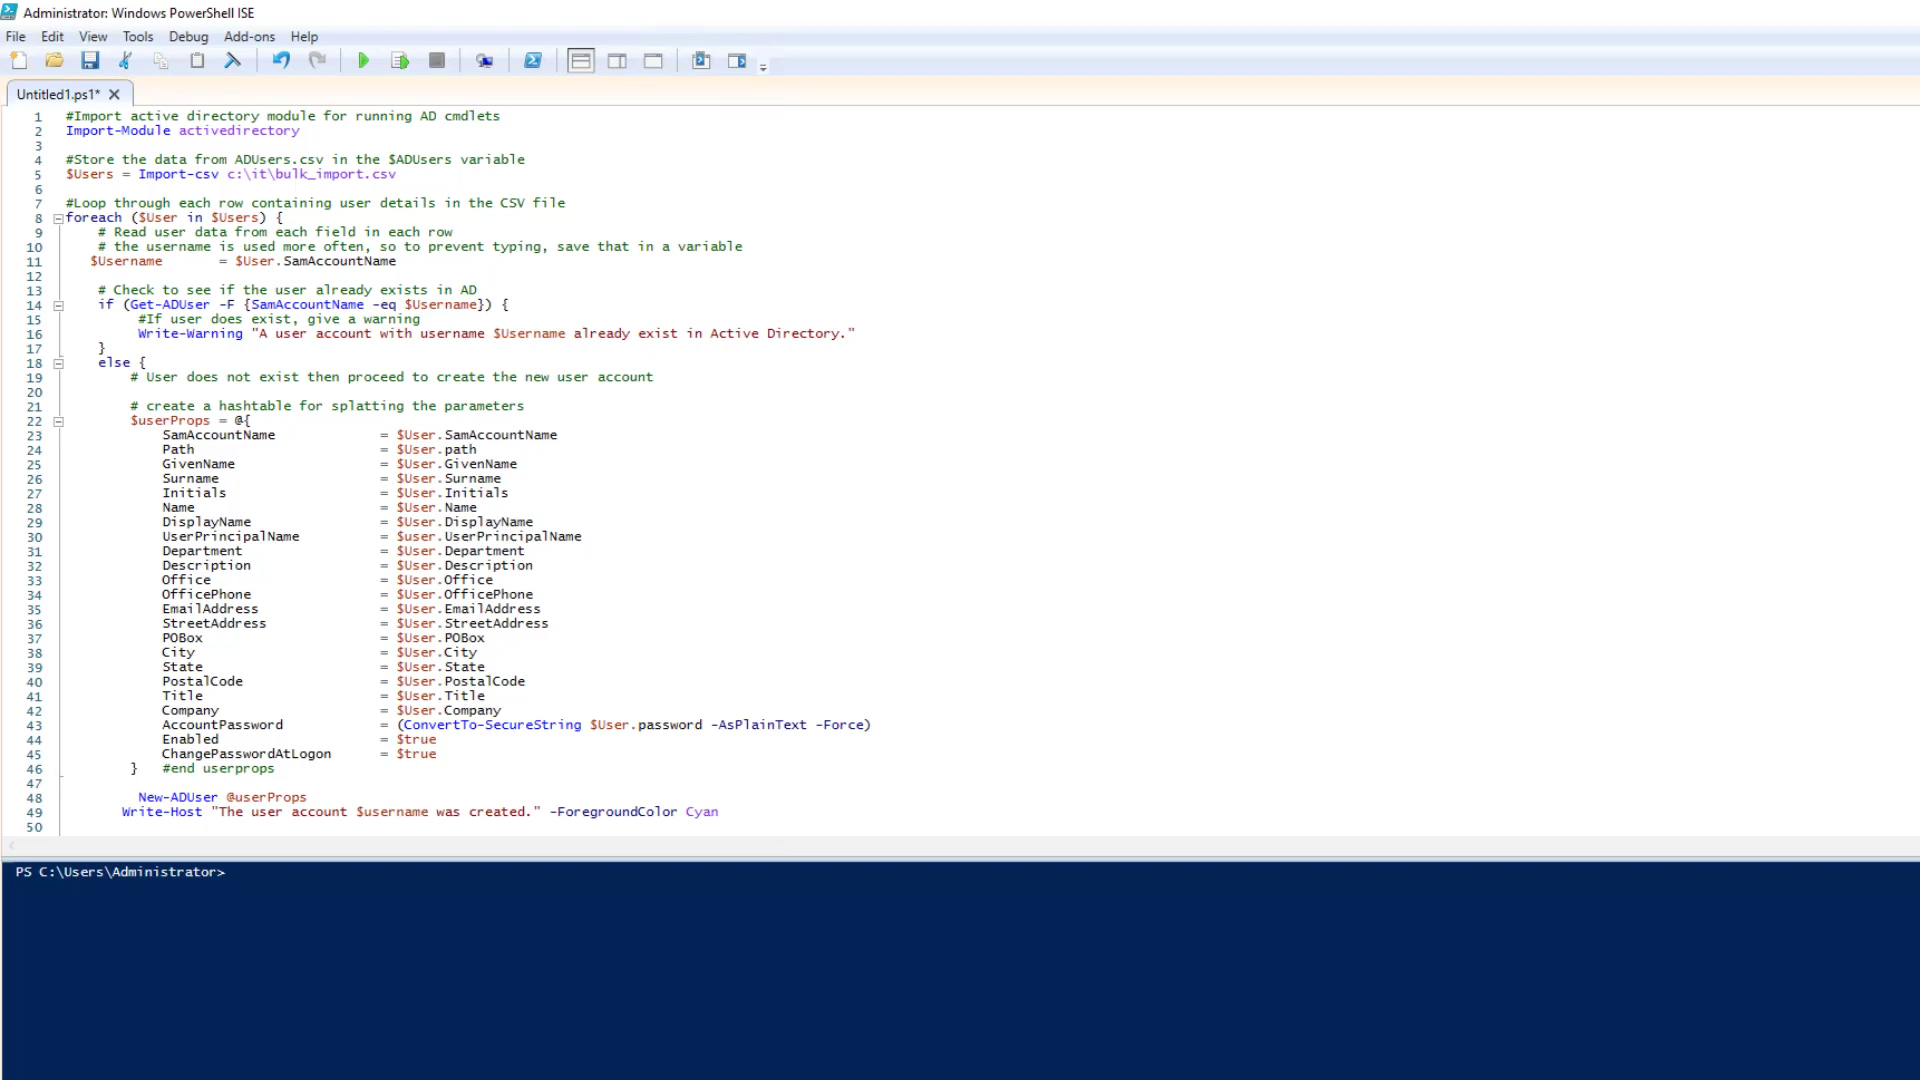 Administrator: Windows PowerShell ISE
File Edit View Tools Debug Add-ons Help
Untitled1.ps1*
1 #Import active directory module for running AD cmdlets
2 Import-Module activedirectory
3
4 #Store the data from ADUsers.csv in the $ADUsers variable
5 $Users = Import-csv c:\it\bulk_import.csv
6
7 #Loop through each row containing user details in the CSV file
8 foreach ($User in $Users) {
9 # Read user data from each field in each row
10 # the username is used more often, so to prevent typing, save that in a variable
11 $Username = $User.SamAccountName
12
13 # Check to see if the user already exists in AD
14 if (Get-ADUser -F {SamAccountName -eq $Username}) {
15 #If user does exist, give a warning
16 Write-Warning "A user account with username $Username already exist in Active Directory."
17 }
18 else {
19 # User does not exist then proceed to create the new user account
20
21 # create a hashtable for splatting the parameters
22 $userProps = @{
23 SamAccountName = $User.SamAccountName
24 Path = $User.path
25 GivenName = $User.GivenName
26 Surname = $User.Surname
27 Initials = $User.Initials
28 Name = $User.Name
29 DisplayName = $User.DisplayName
30 UserPrincipalName = $user.UserPrincipalName
31 Department = $User.Department
32 Description = $User.Description
33 Office = $User.Office
34 OfficePhone = $User.OfficePhone
35 EmailAddress = $User.EmailAddress
36 StreetAddress = $User.StreetAddress
37 POBox = $User.POBox
38 City = $User.City
39 State = $User.State
40 PostalCode = $User.PostalCode
41 Title = $User.Title
42 Company = $User.Company
43 AccountPassword = (ConvertTo-SecureString $User.password -AsPlainText -Force)
44 Enabled = $true
45 ChangePasswordAtLogon = $true
46 } #end userprops
47
48 New-ADUser @userProps
49 Write-Host "The user account $username was created." -ForegroundColor Cyan
50
PS C:\Users\Administrator>